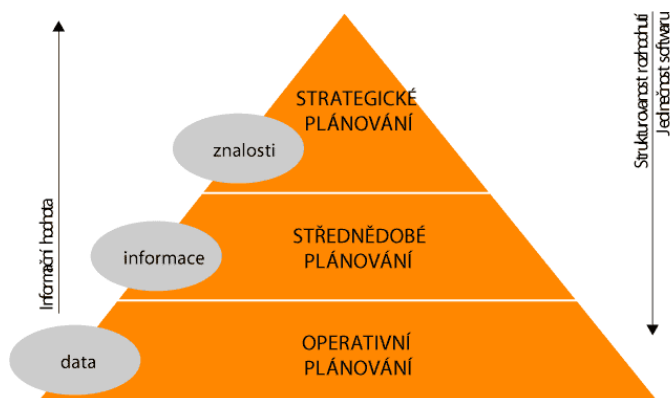 STRATEGICKÉ
PLÁNOVÁNÍ
znalosti
STŘEDNĚDOBÉ
PLÁNOVÁNÍ
informace
OPERATIVNÍ
PLÁNOVÁNÍ
data
Informační hodnota
Strukturovanost rozhodnutí
Jedinečnost softwaru